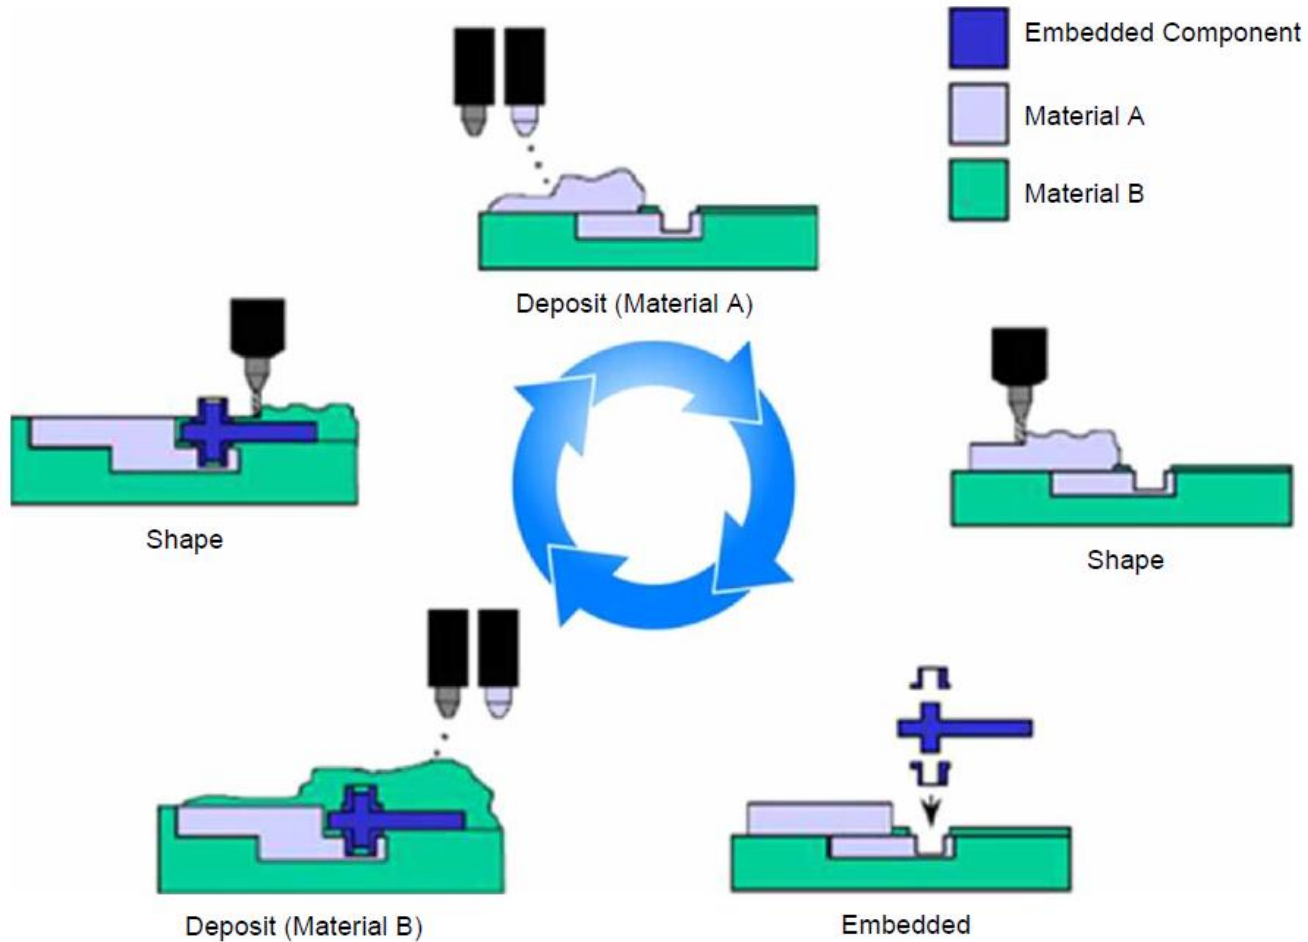 Embedded Component
Material A
Material B
Deposit (Material A)
Shape
Shape
Deposit (Material B)
Embedded